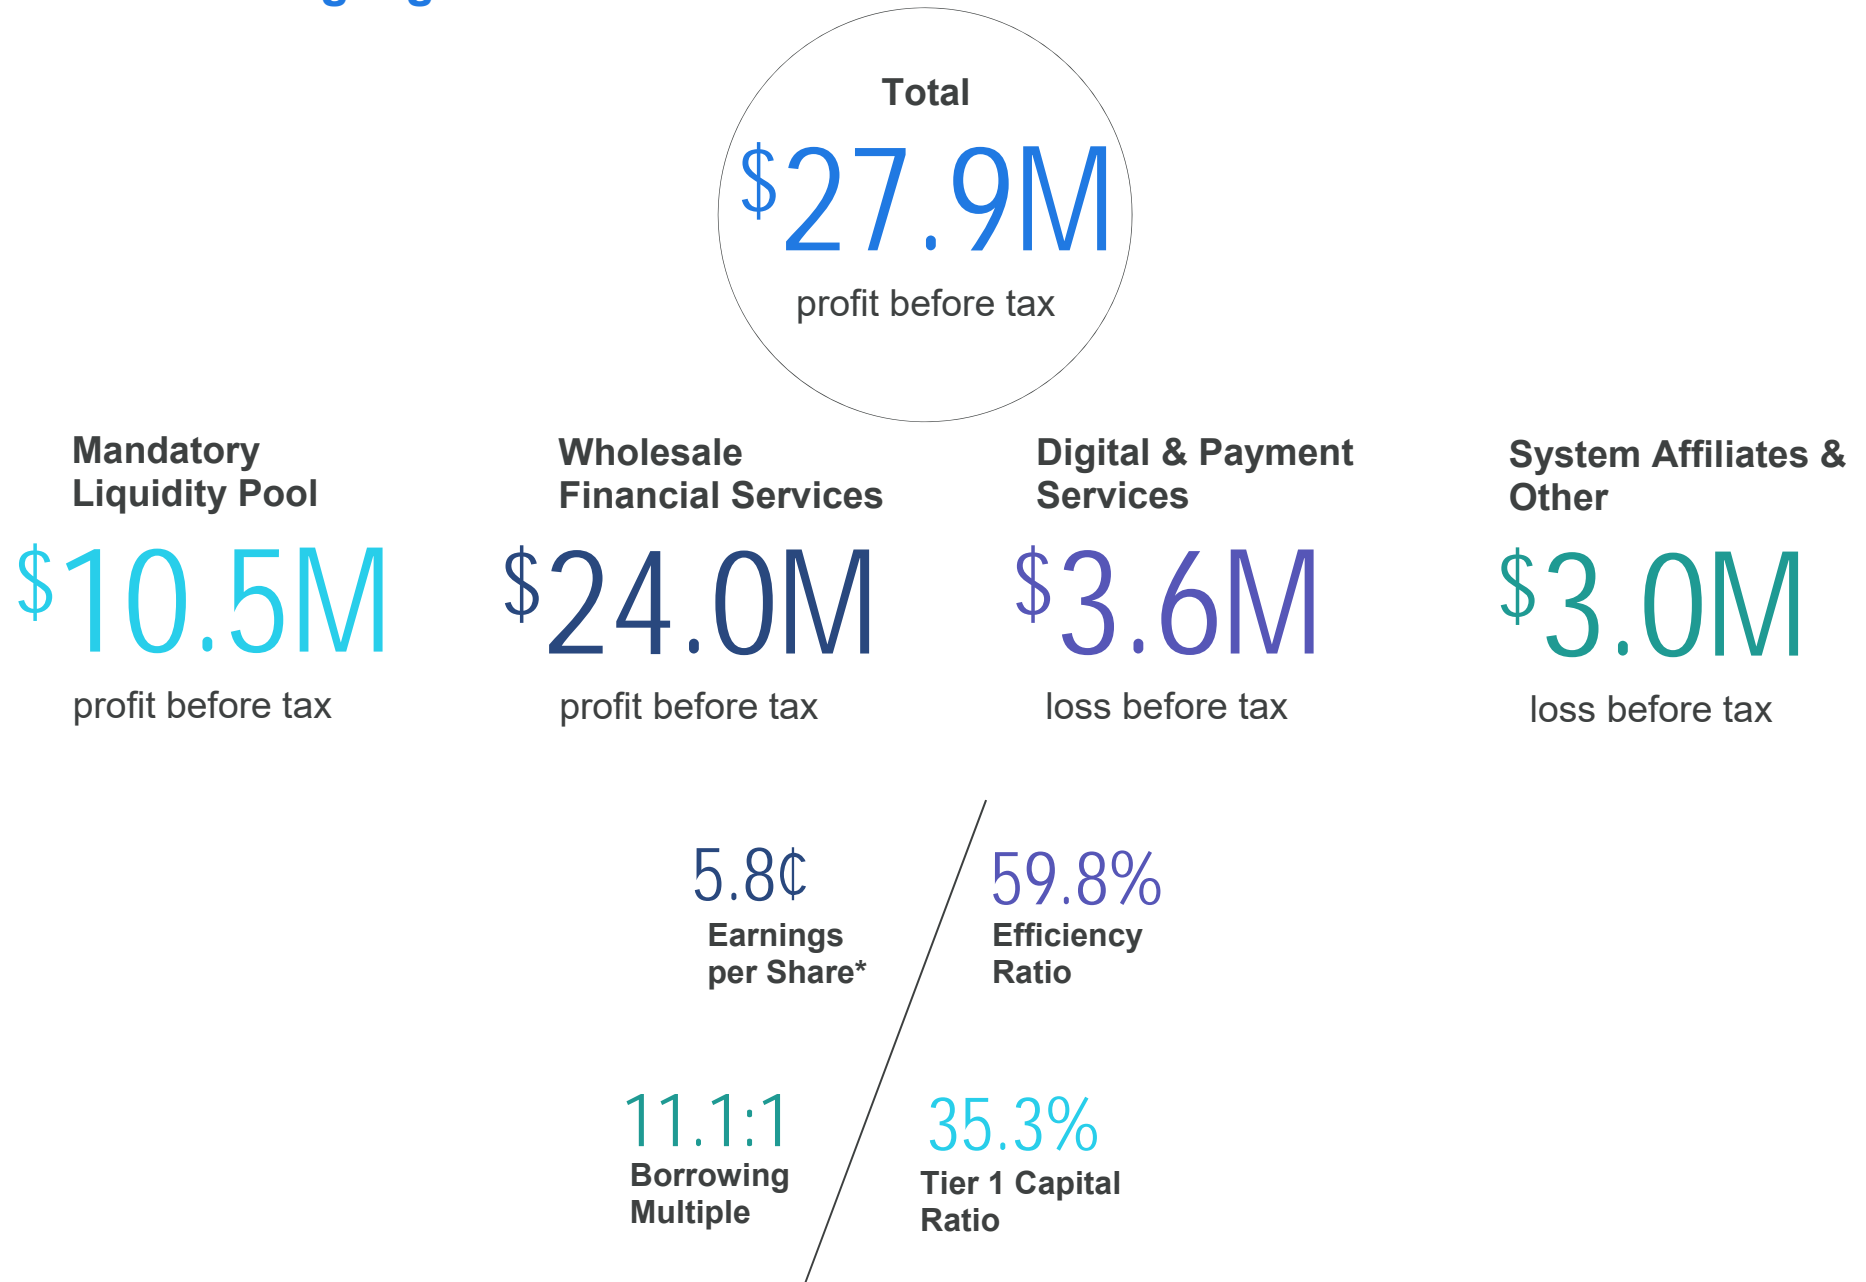 Total
$27.9M
profit before tax
Mandatory
Liquidity Pool
$10.5M
profit before tax
Wholesale
Financial Services
$24.0M
profit before tax
Digital & Payment
Services
$3.6M
loss before tax
System Affiliates &
Other
$3.0M
loss before tax
5.8¢
Earnings
per Share*
59.8%
Efficiency
Ratio
11.1:1
Borrowing
Multiple
35.3%
Tier 1 Capital
Ratio